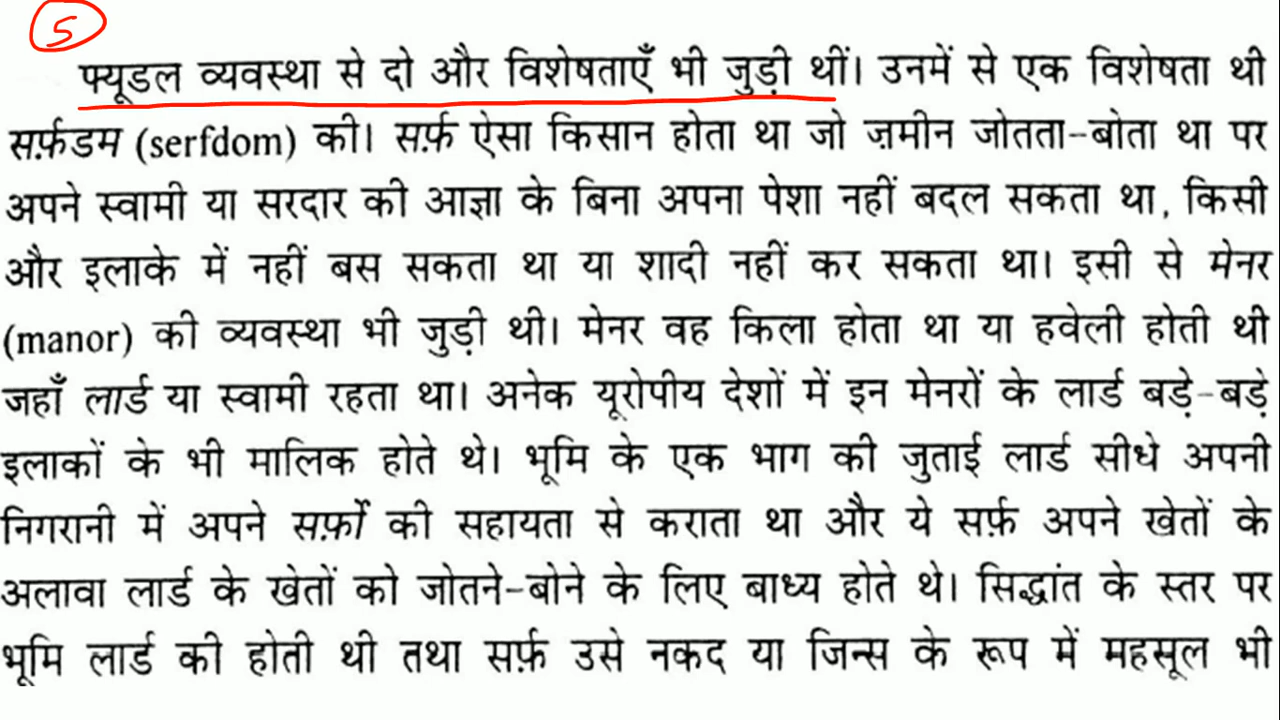 5
फ्यूडल व्यवस्था से दो और विशेषताएँ भी जुड़ी थीं। उनमें से एक विशेषता थी
सर्फ़डम (serfdom) की। सर्फ़ ऐसा किसान होता था जो ज़मीन जोतता-बोता था पर
अपने स्वामी या सरदार की आज्ञा के बिना अपना पेशा नहीं बदल सकता था, किसी
और इलाके में नहीं बस सकता था या शादी नहीं कर सकता था। इसी से मेनर
(manor) की व्यवस्था भी जुड़ी थी। मेनर वह किला होता था या हवेली होती थी
जहाँ लार्ड या स्वामी रहता था। अनेक यूरोपीय देशों में इन मेनरों के लार्ड बड़े-बड़े
इलाकों के भी मालिक होते थे। भूमि के एक भाग की जुताई लार्ड सीधे अपनी
निगरानी में अपने सर्फ़ों की सहायता से कराता था और ये सर्फ़ अपने खेतों के
अलावा लार्ड के खेतों को जोतने-बोने के लिए बाध्य होते थे। सिद्धांत के स्तर पर
भूमि लार्ड की होती थी तथा सर्फ़ उसे नकद या जिन्स के रूप में महसूल भी